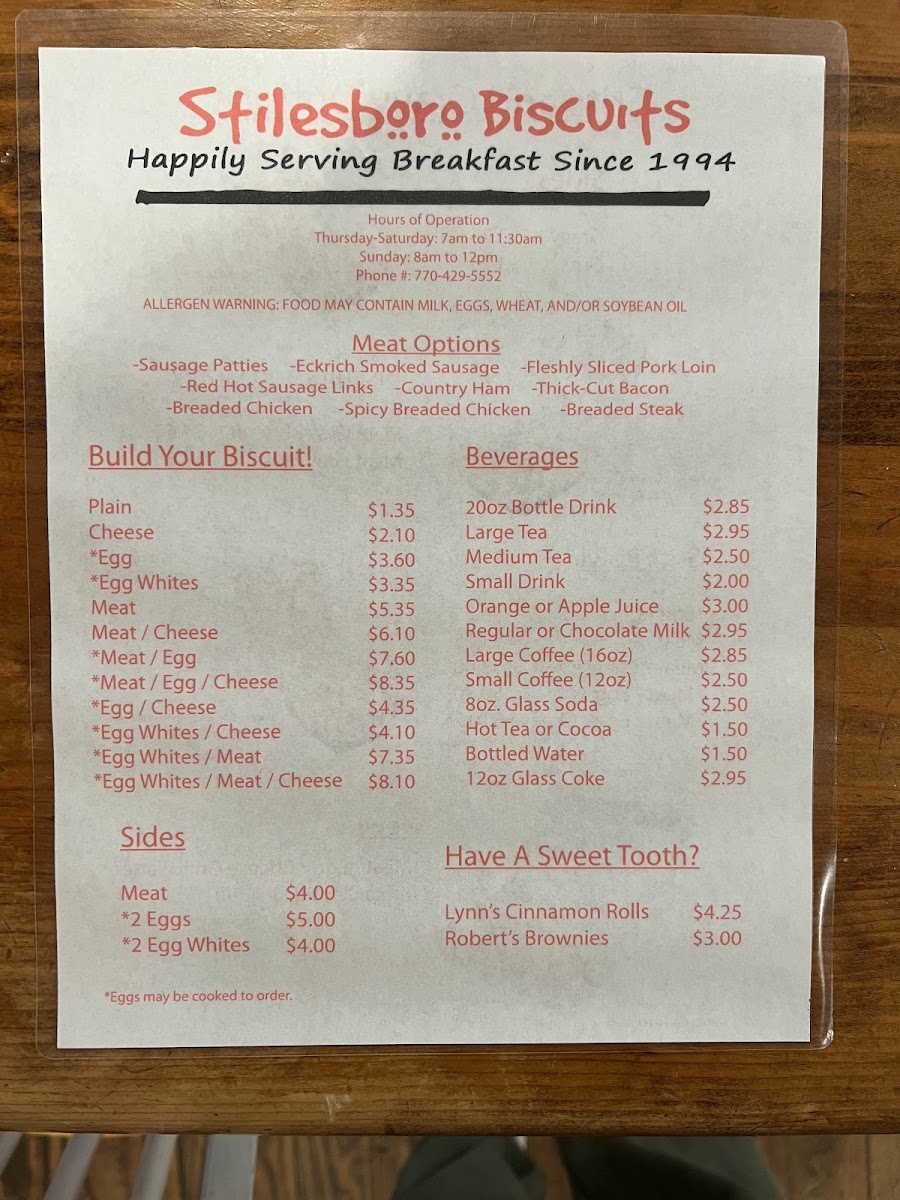 Stilesboro Biscuits
Happily Serving Breakfast Since 1994
Hours of Operation
Thursday-Saturday: 7am to 11:30am
Sunday: 8am to 12pm
Phone #: 770-429-5552
ALLERGEN WARNING: FOOD MAY CONTAIN MILK, EGGS, WHEAT, AND/OR SOYBEAN OIL
Meat Options
-Sausage Patties -Eckrich Smoked Sausage -Fleshly Sliced Pork Loin
-Red Hot Sausage Links -Country Ham -Thick-Cut Bacon
-Breaded Chicken -Spicy Breaded Chicken -Breaded Steak
Build Your Biscuit!
Plain $1.35
Cheese $2.10
*Egg $3.60
*Egg Whites $3.35
Meat $5.35
Meat / Cheese $6.10
*Meat / Egg $7.60
*Meat / Egg / Cheese $8.35
*Egg / Cheese $4.35
*Egg Whites / Cheese $4.10
*Egg Whites / Meat $7.35
*Egg Whites / Meat / Cheese $8.10
Beverages
20oz Bottle Drink $2.85
Large Tea $2.95
Medium Tea $2.50
Small Drink $2.00
Orange or Apple Juice $3.00
Regular or Chocolate Milk $2.95
Large Coffee (16oz) $2.85
Small Coffee (12oz) $2.50
8oz. Glass Soda $2.50
Hot Tea or Cocoa $1.50
Bottled Water $1.50
12oz Glass Coke $2.95
Sides
Meat $4.00
*2 Eggs $5.00
*2 Egg Whites $4.00
Have A Sweet Tooth?
Lynn's Cinnamon Rolls $4.25
Robert's Brownies $3.00
*Eggs may be cooked to order.